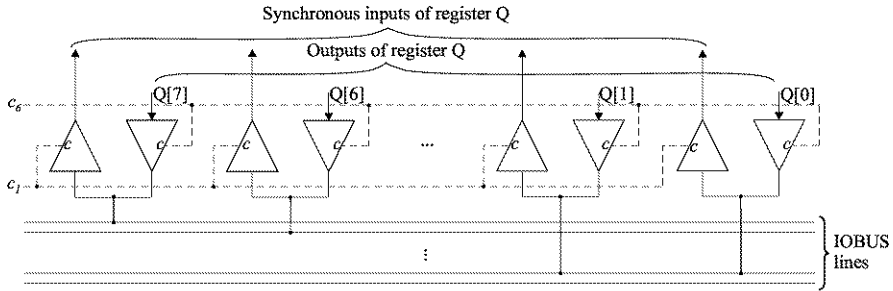 Synchronous inputs of register Q
Outputs of register Q
Q[7] Q[6] Q[1] Q[0]
c6
c c c c ... c c c c
c1
IOBUS
lines
⋮